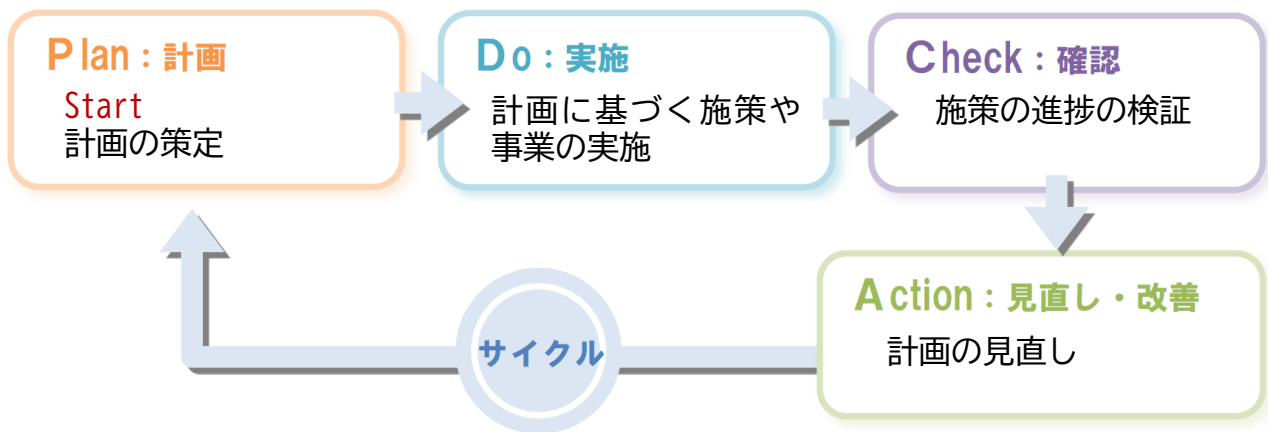 Plan：計画
Start
計画の策定
Do：実施
計画に基づく施策や
事業の実施
Check：確認
施策の進捗の検証
Action：見直し・改善
計画の見直し
サイクル